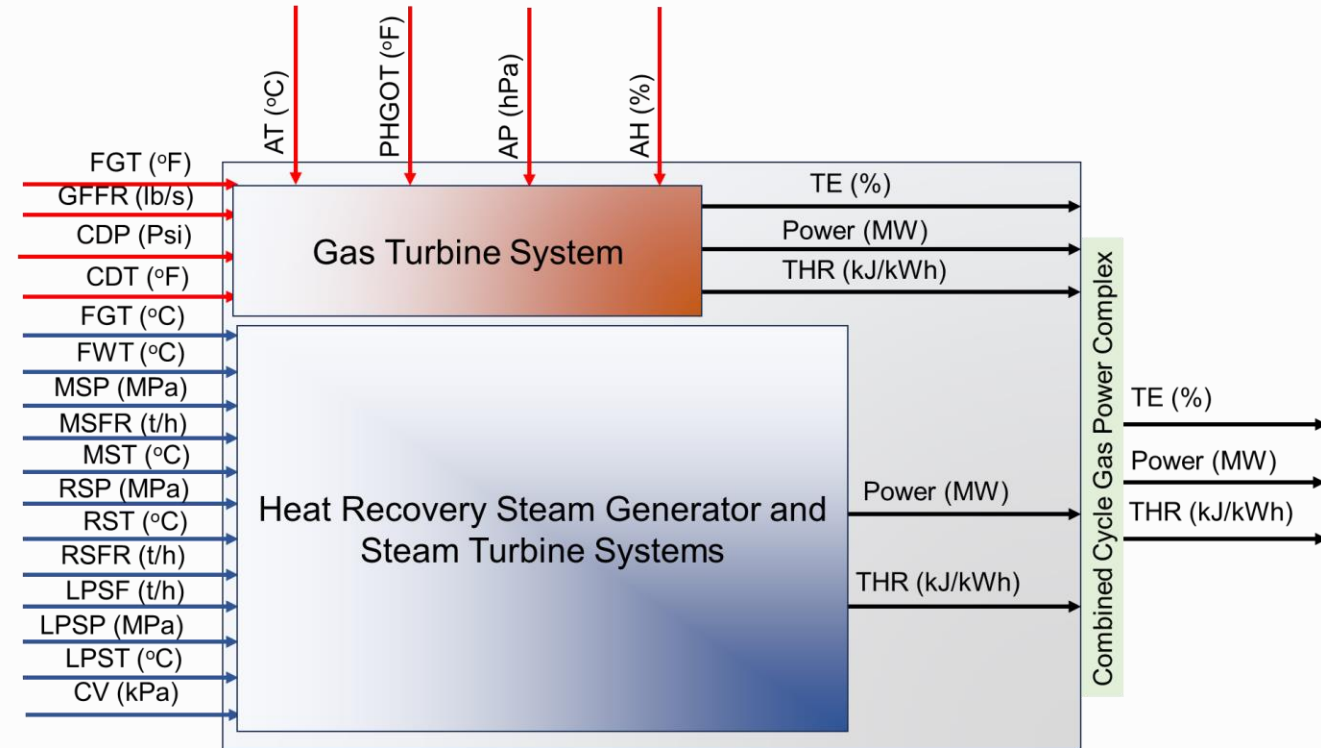 AT (°C)
PHGOT (°F)
AP (hPa)
AH (%)
FGT (°F)
GFFR (lb/s)
CDP (Psi)
CDT (°F)
FGT (°C)
FWT (°C)
MSP (MPa)
MSFR (t/h)
MST (°C)
RSP (MPa)
RST (°C)
RSFR (t/h)
LPSF (t/h)
LPSP (MPa)
LPST (°C)
CV (kPa)
Gas Turbine System
TE (%)
Power (MW)
THR (kJ/kWh)
Heat Recovery Steam Generator and
Steam Turbine Systems
Power (MW)
THR (kJ/kWh)
Combined Cycle Gas Power Complex
TE (%)
Power (MW)
THR (kJ/kWh)